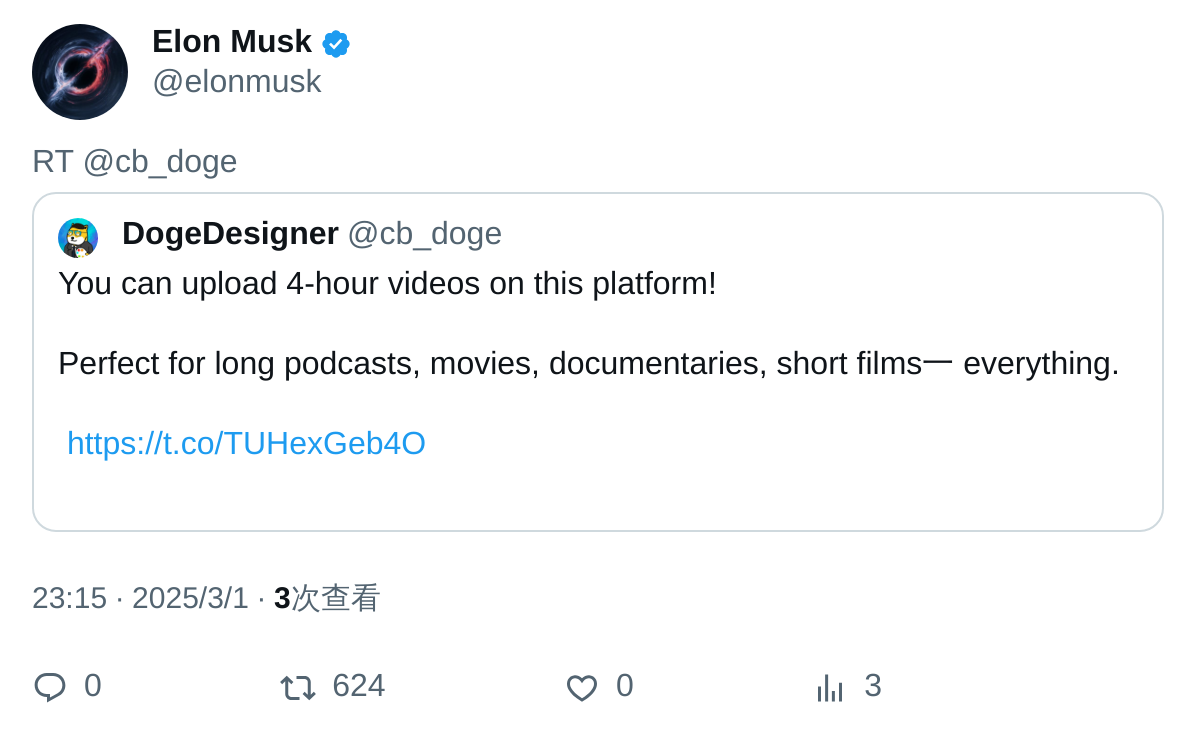 Elon Musk
@elonmusk
RT @cb_doge
DogeDesigner @cb_doge
You can upload 4-hour videos on this platform!
Perfect for long podcasts, movies, documentaries, short films一 everything.
https://t.co/TUHexGeb4O
23:15 · 2025/3/1 · 3次查看
0 624 0 3